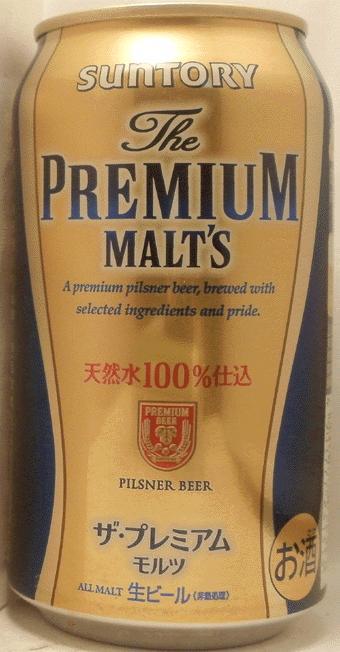 SUNTORY
The
PREMIUM
MALT'S
A premium pilsner beer, brewed with
selected ingredients and pride.
天然水100%仕込
PREMIUM
BEER
PILSNER BEER
ザ・プレミアム
モルツ
お酒
ALL MALT 生ビール《非熱処理》